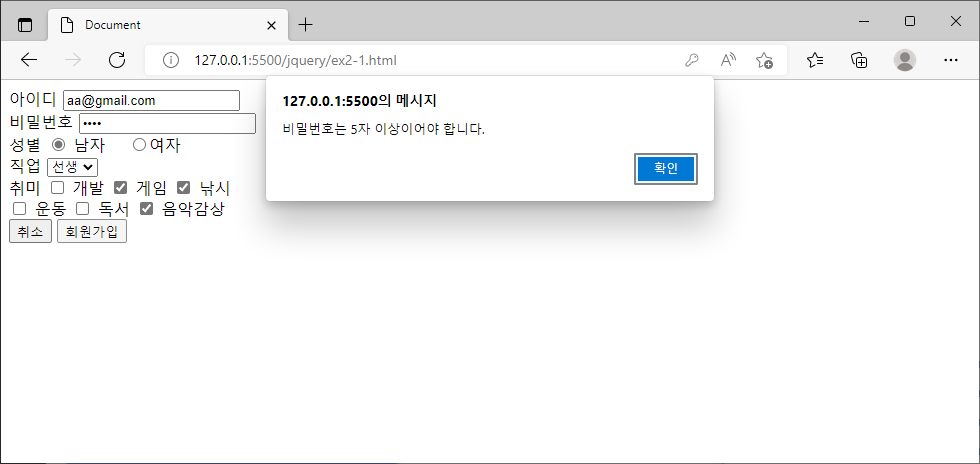 Document
127.0.0.1:5500/jquery/ex2-1.html
127.0.0.1:5500의 메시지
비밀번호는 5자 이상이어야 합니다.
확인
아이디 aa@gmail.com
비밀번호 ••••
성별 남자 여자
직업 선생
취미 개발 게임 낚시
운동 독서 음악감상
취소 회원가입